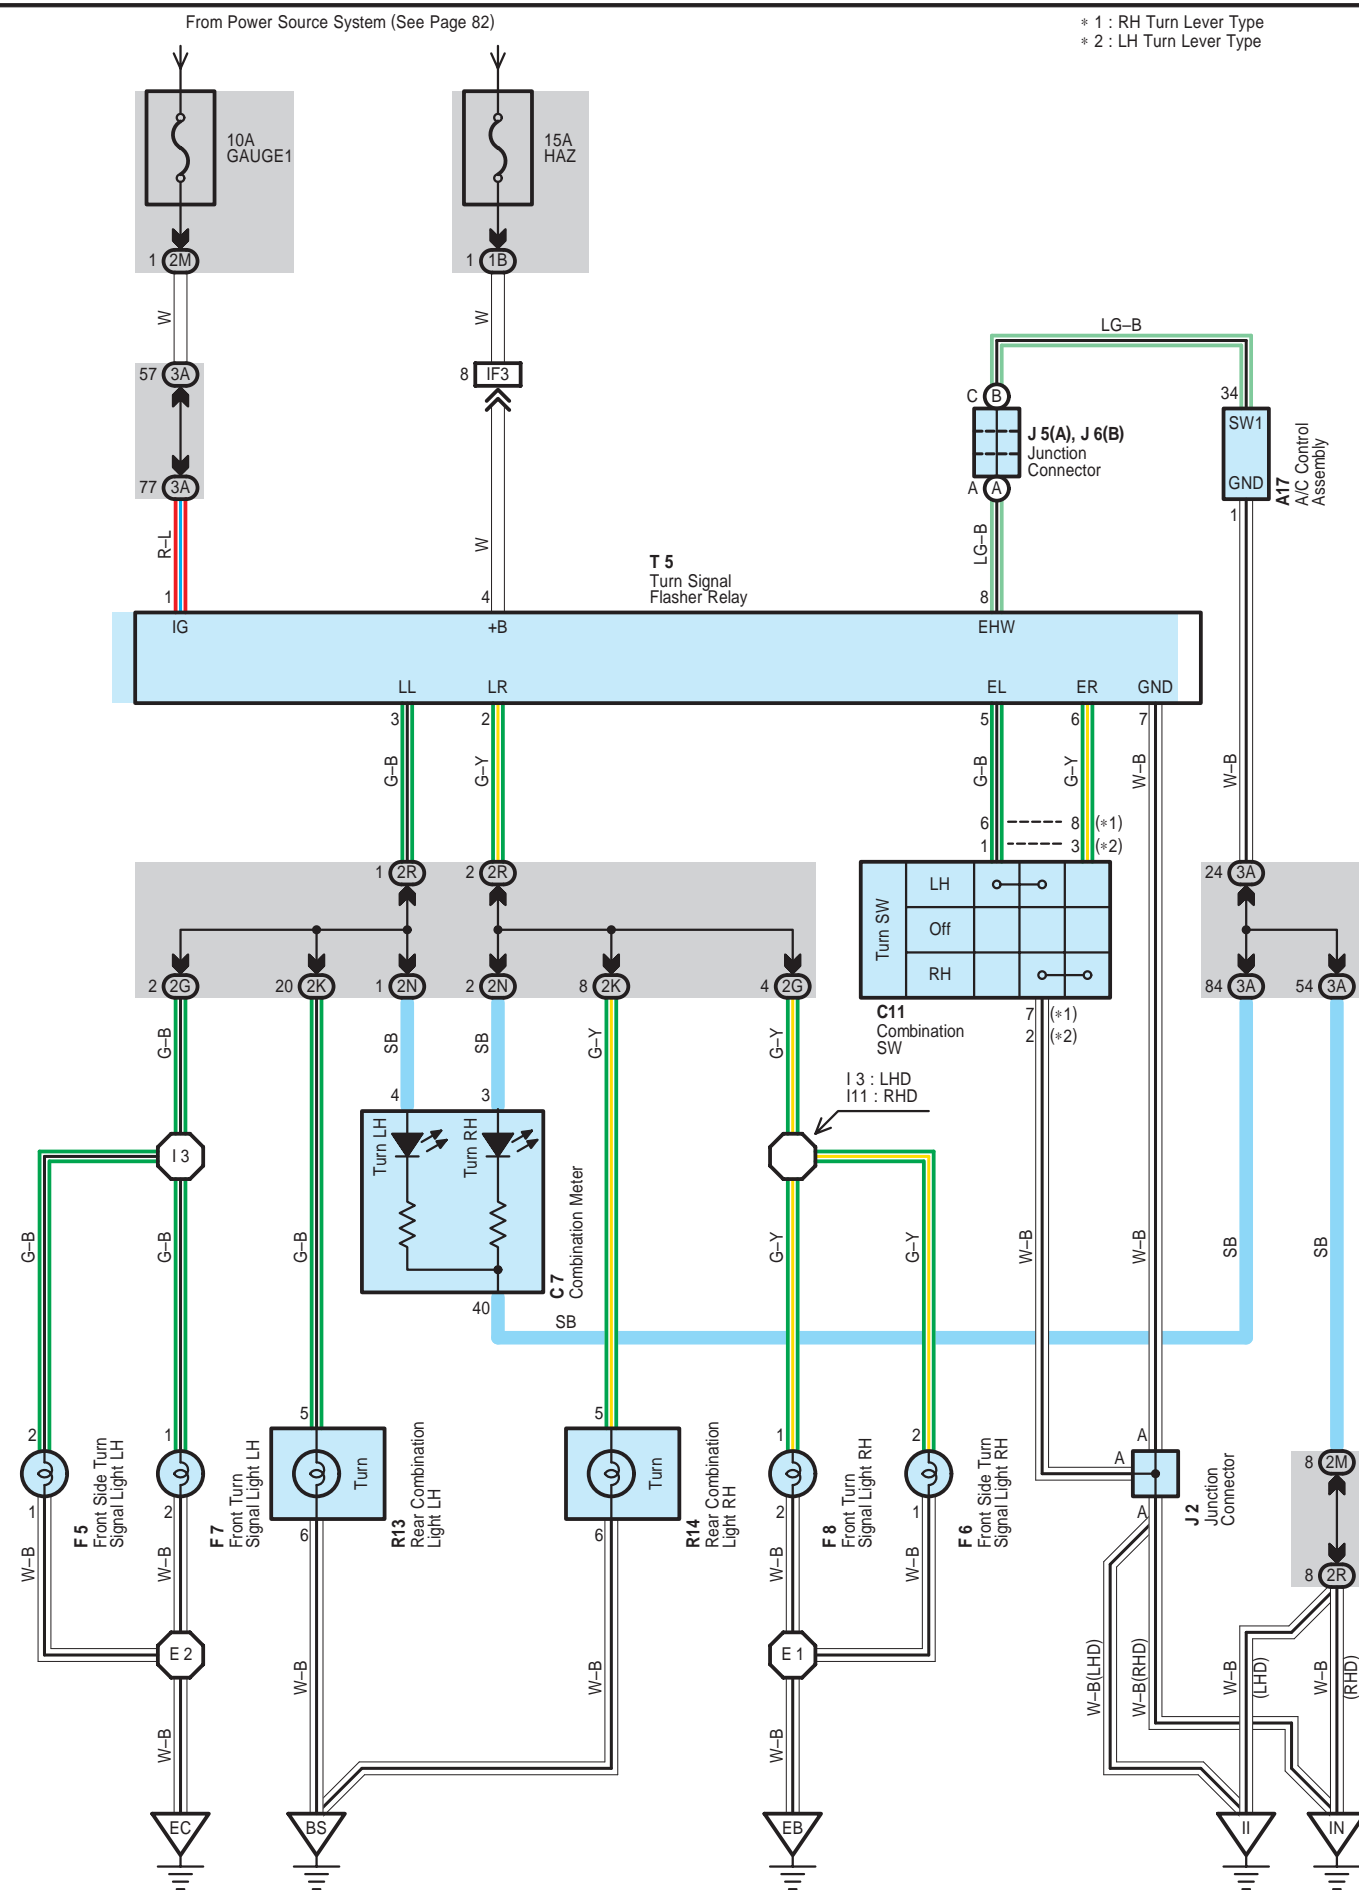 From Power Source System (See Page 82)
∗ 1 : RH Turn Lever Type
∗ 2 : LH Turn Lever Type
10A
GAUGE1
15A
HAZ
1 2M
1 1B
W
W
LG–B
57 3A
8 IF3
C B
34
SW1
J 5(A), J 6(B)
Junction
Connector
GND
A17
A/C Control
Assembly
77 3A
A A
1
R–L
W
LG–B
T 5
Turn Signal
Flasher Relay
1
4
8
IG
+B
EHW
LL
LR
EL
ER
GND
3
2
5
6
7
G–B
G–Y
G–B
G–Y
W–B
W–B
6
8 (∗1)
1
3 (∗2)
1 2R
2 2R
24 3A
Turn SW
LH
Off
RH
2 2G
20 2K
1 2N
2 2N
8 2K
4 2G
84 3A
54 3A
C11
Combination
SW
7 (∗1)
2 (∗2)
G–B
SB
SB
G–Y
G–Y
I 3 : LHD
I11 : RHD
4
3
Turn LH
Turn RH
I 3
C 7
Combination Meter
G–B
G–B
G–B
G–Y
G–Y
W–B
W–B
SB
SB
40
SB
2
1
5
5
1
2
A
A
8 2M
Turn
Turn
F 5
Front Side Turn
Signal Light LH
F 7
Front Turn
Signal Light LH
R13
Rear Combination
Light LH
R14
Rear Combination
Light RH
F 8
Front Turn
Signal Light RH
F 6
Front Side Turn
Signal Light RH
J 2
Junction
Connector
1
2
6
6
2
1
A
W–B
W–B
W–B
W–B
8 2R
E 2
E 1
W–B
W–B
W–B(LHD)
W–B(RHD)
W–B
(LHD)
W–B
(RHD)
W–B
W–B
EC
BS
EB
II
IN